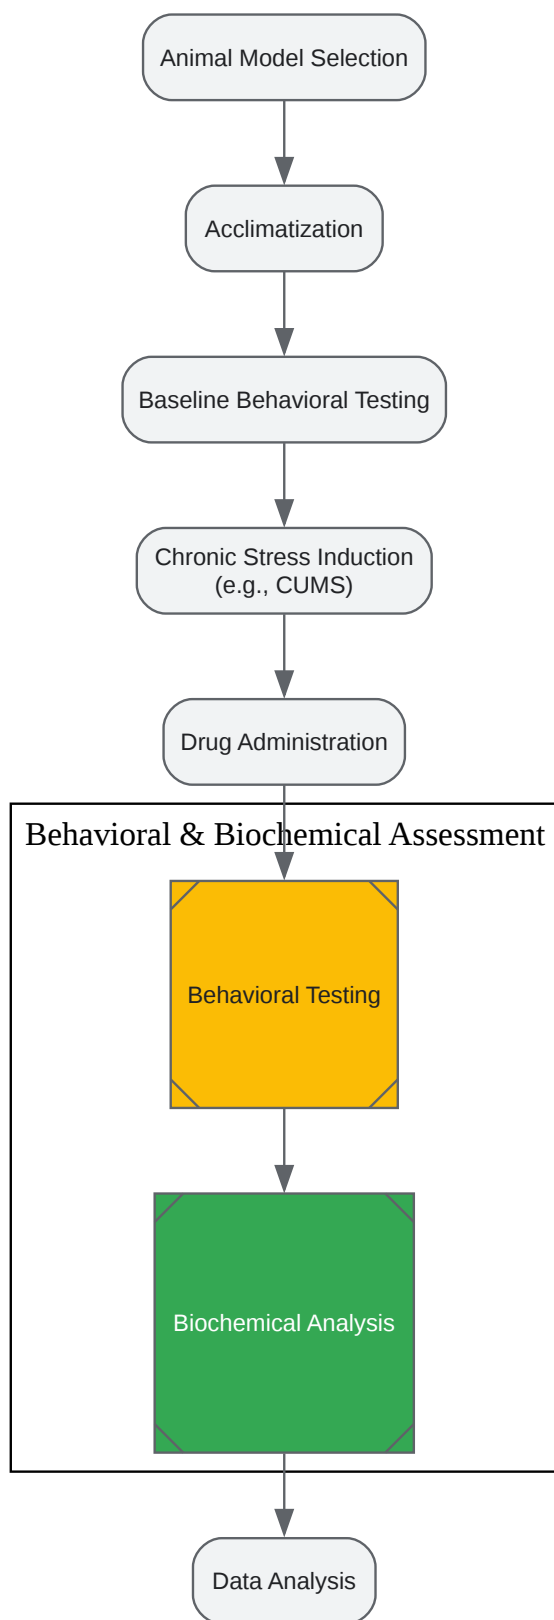 Animal Model Selection
Acclimatization
Baseline Behavioral Testing
Chronic Stress Induction
(e.g., CUMS)
Drug Administration
Behavioral & Biochemical Assessment
Behavioral Testing
Biochemical Analysis
Data Analysis